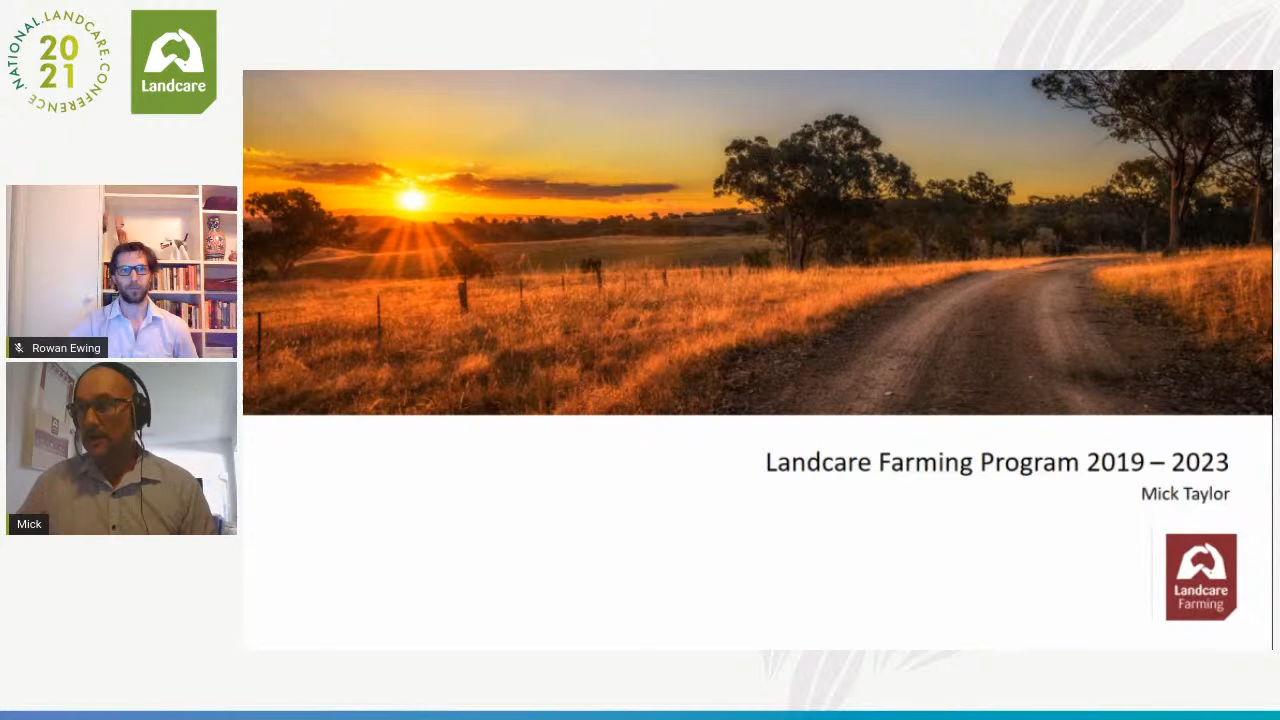 NATIONAL.LANDCARE.CONFERENCE.
20
21
Landcare
Rowan Ewing
Mick
Landcare Farming Program 2019 – 2023
Mick Taylor
Landcare
Farming